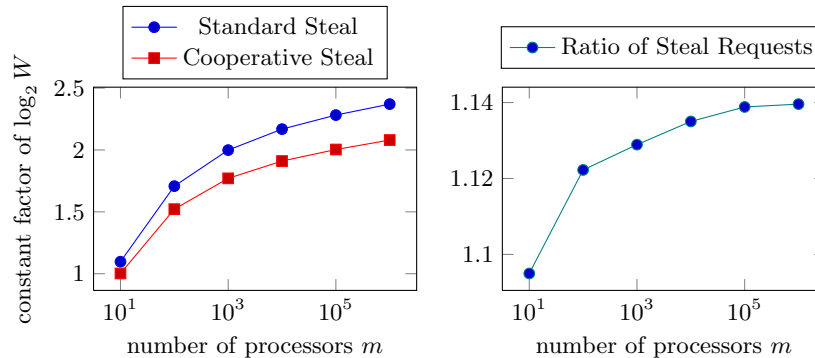 Standard Steal
Cooperative Steal
constant factor of log₂ W
2.5
2
1.5
1
10¹
10³
10⁵
number of processors m
Ratio of Steal Requests
1.14
1.12
1.1
10¹
10³
10⁵
number of processors m